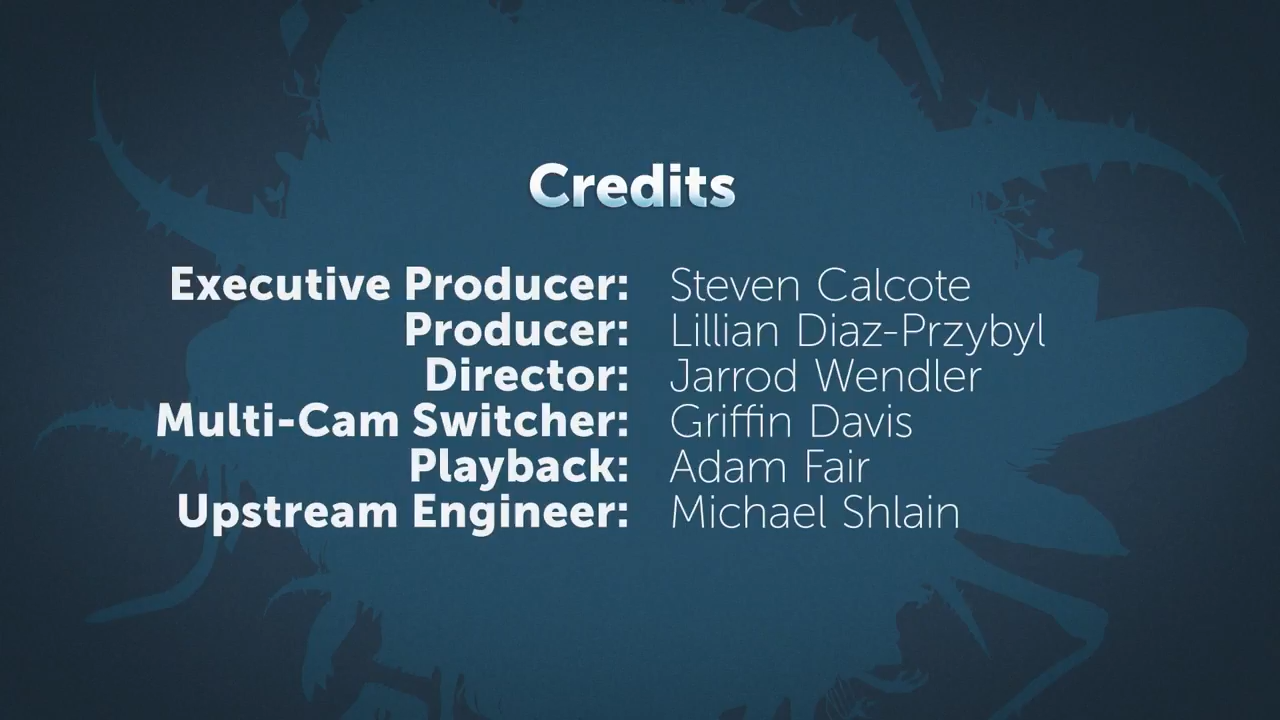 Credits
Executive Producer: Steven Calcote
Producer: Lillian Diaz-Przybyl
Director: Jarrod Wendler
Multi-Cam Switcher: Griffin Davis
Playback: Adam Fair
Upstream Engineer: Michael Shlain